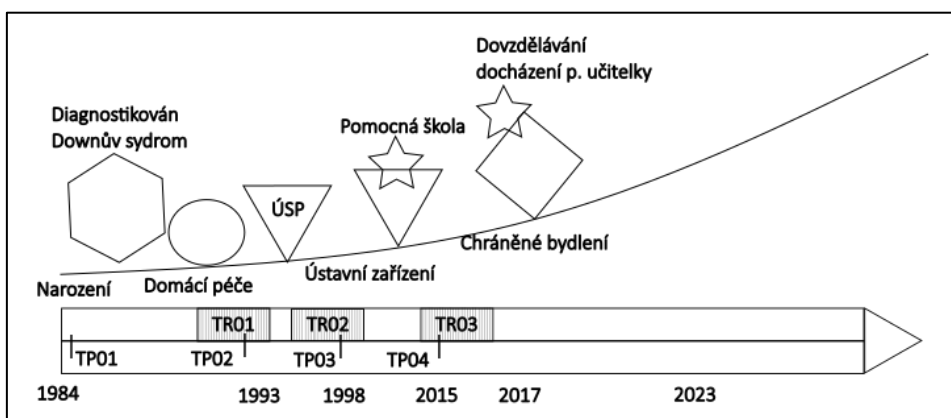 Dovzdělávání
docházení p. učitelky
Diagnostikován
Downův sydrom
Pomocná škola
ÚSP
Chráněné bydlení
Ústavní zařízení
Domácí péče
Narození
TR01
TR02
TR03
TP01
TP02
TP03
TP04
1984
1993
1998
2015
2017
2023